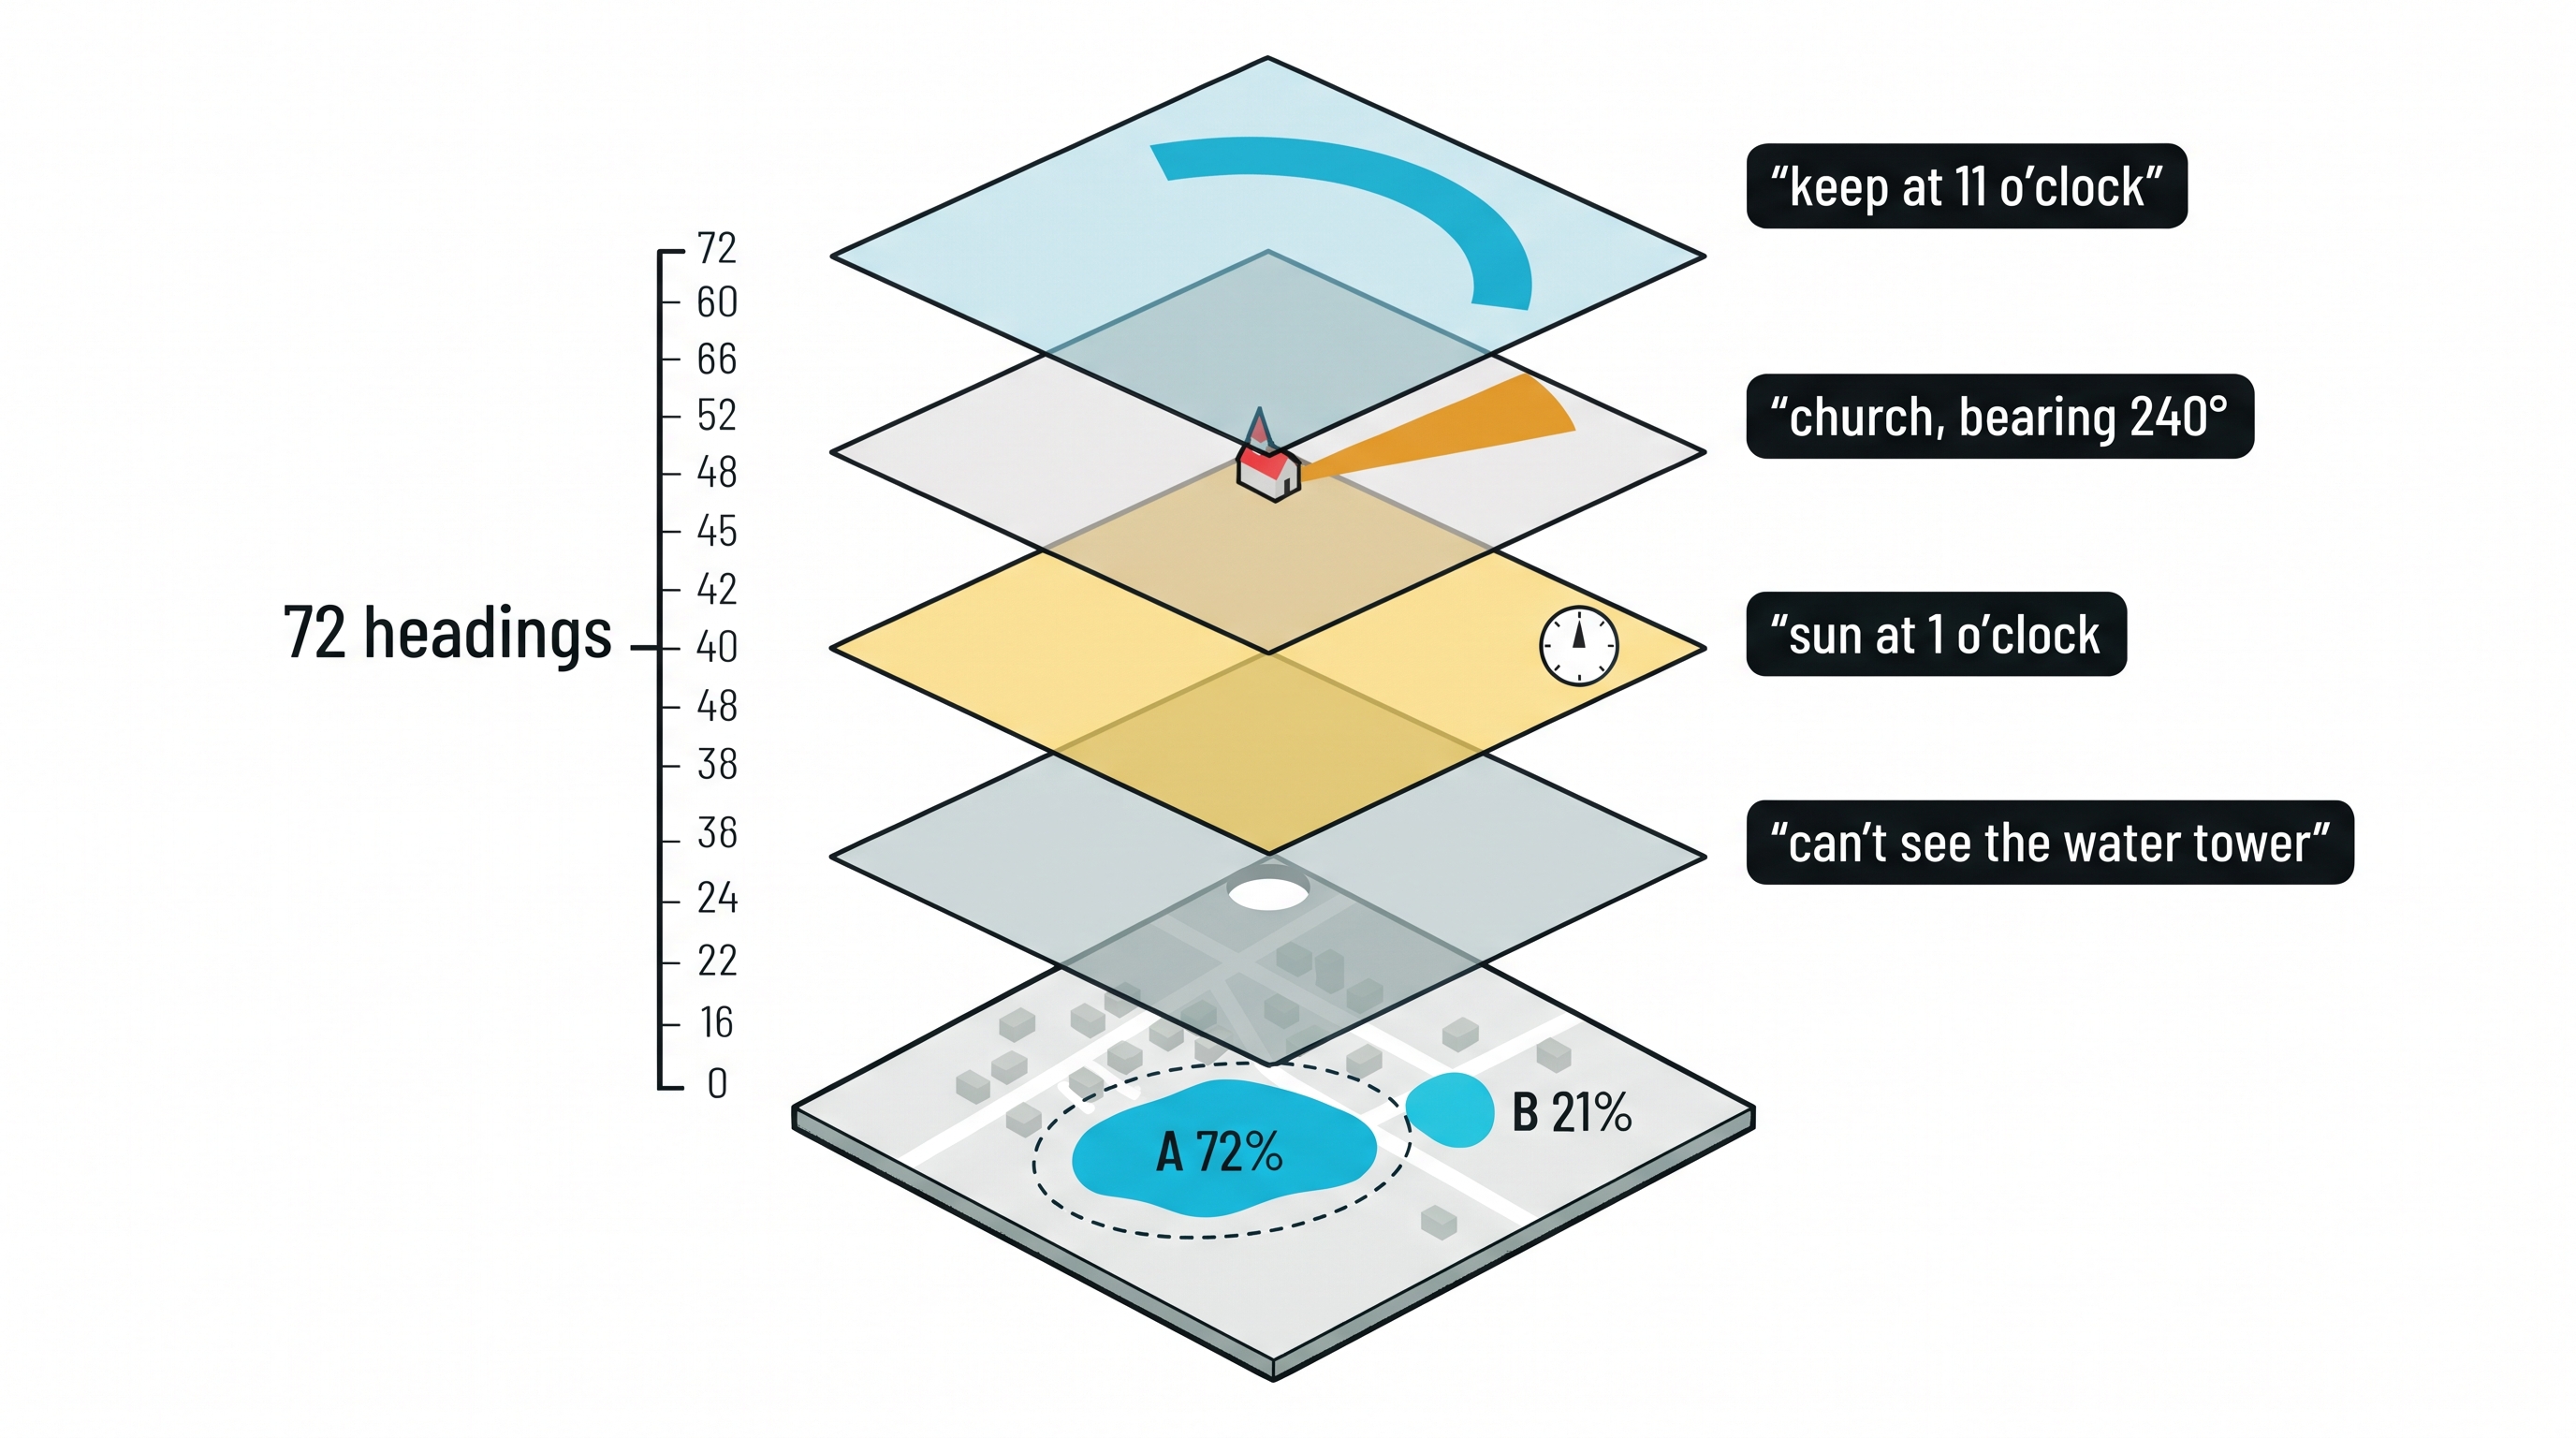 “keep at 11 o’clock”
72
60
66
“church, bearing 240°
52
48
45
42
“sun at 1 o’clock
72 headings
40
48
38
“can’t see the water tower”
36
24
22
16
0
B 21%
A 72%